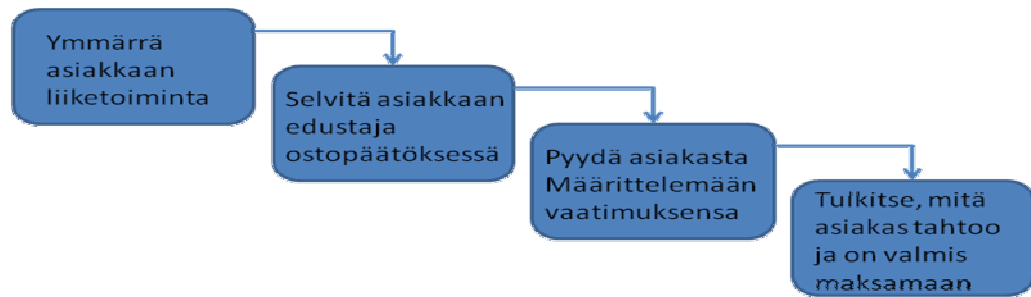 Ymmärrä
asiakkaan
liiketoiminta
Selvitä asiakkaan
edustaja
ostopäätöksessä
Pyydä asiakasta
Määrittelemään
vaatimuksensa
Tulkitse, mitä
asiakas tahtoo
ja on valmis
maksamaan